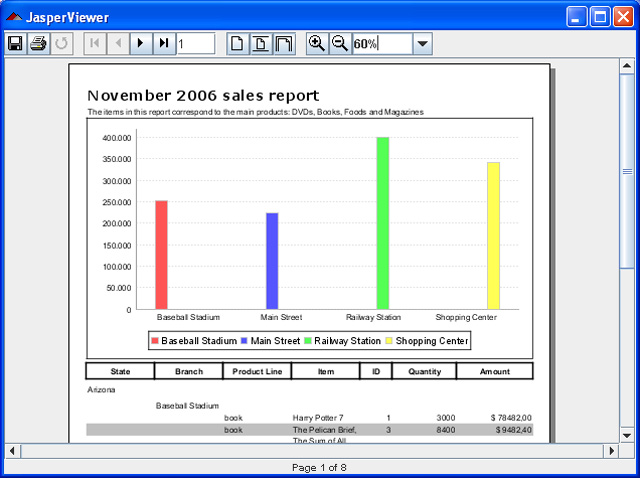 JasperViewer
1
60%
November 2006 sales report
The items in this report correspond to the main products: DVDs, Books, Foods and Magazines
400.000
350.000
300.000
250.000
200.000
150.000
100.000
50.000
0
Baseball Stadium Main Street Railway Station Shopping Center
Baseball Stadium Main Street Railway Station Shopping Center
State Branch Product Line Item ID Quantity Amount
Arizona
Baseball Stadium
book Harry Potter 7 1 3000 $ 78482,00
book The Pelican Brief, 3 8400 $ 9482,40
The Sum of All
Page 1 of 8